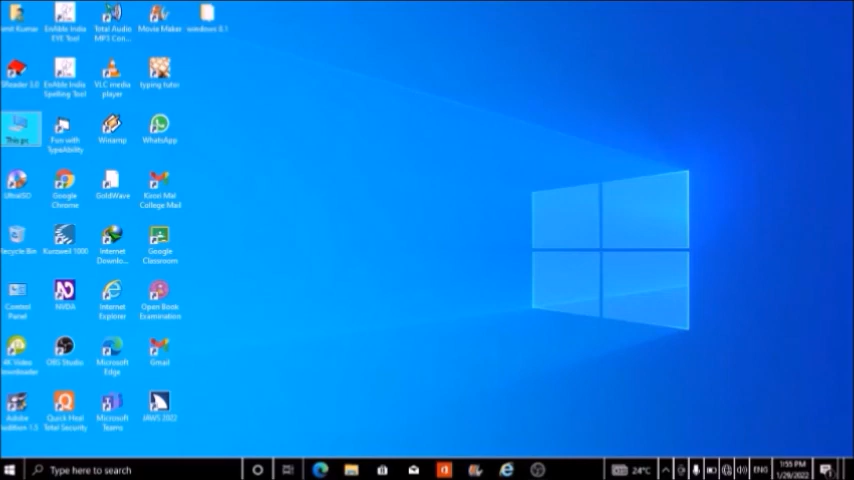 Movie Maker
windows 8.1
Total Audio
MP3 Con...
EnAble India
EYE Tool
EnAble India
Spelling Tool
VLC media
player
typing tutor
This pc
Fun with
TypeAbility
Winamp
WhatsApp
UltraISO
Google
Chrome
GoldWave
Kirori Mal
College Mail
Recycle Bin
Kurzweil 1000
Internet
Downlo...
Google
Classroom
Control
Panel
NVDA
Internet
Explorer
Open Book
Examination
4K Video
Downloader
OBS Studio
Microsoft
Edge
Gmail
Adobe
Audition 1.5
Quick Heal
Total Security
Microsoft
Teams
JAWS 2022
Type here to search
24°C
ENG
1:55 PM
1/29/2022